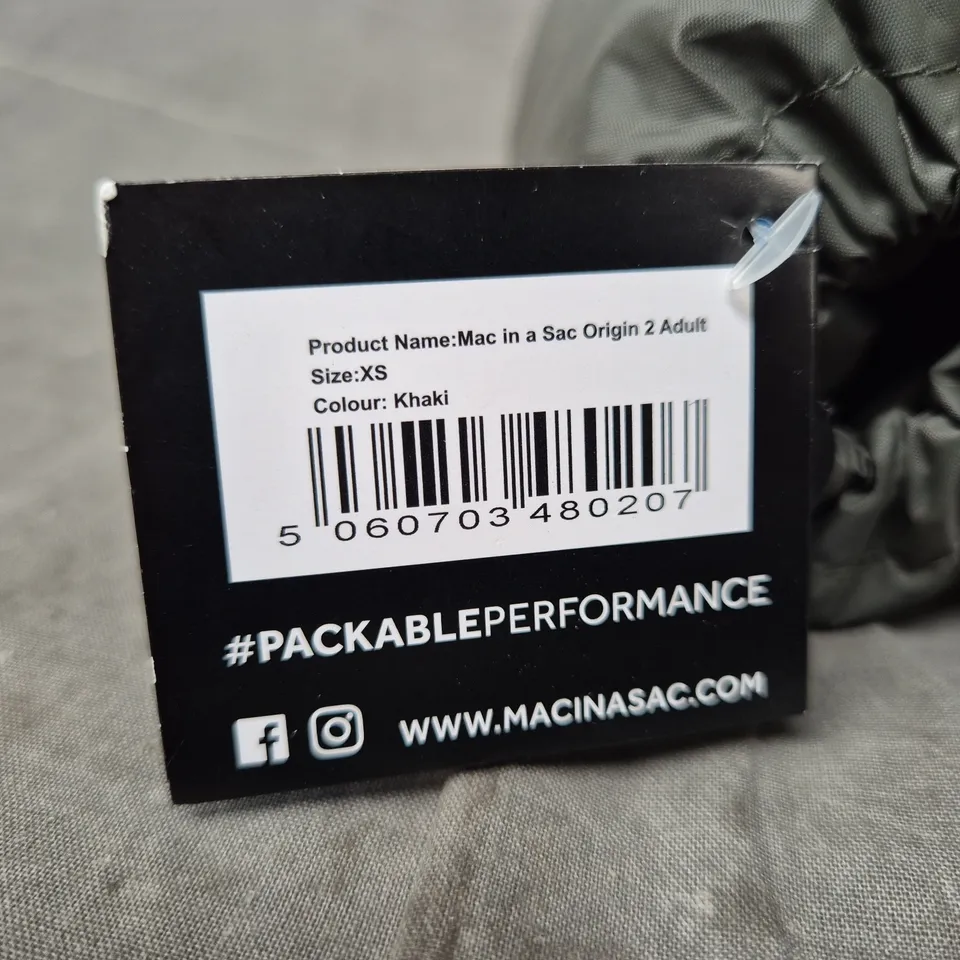 Product Name:Mac in a Sac Origin 2 Adult
Size:XS
Colour: Khaki
5 060703 480207
#PACKABLEPERFORMANCE
WWW.MACINASAC.COM